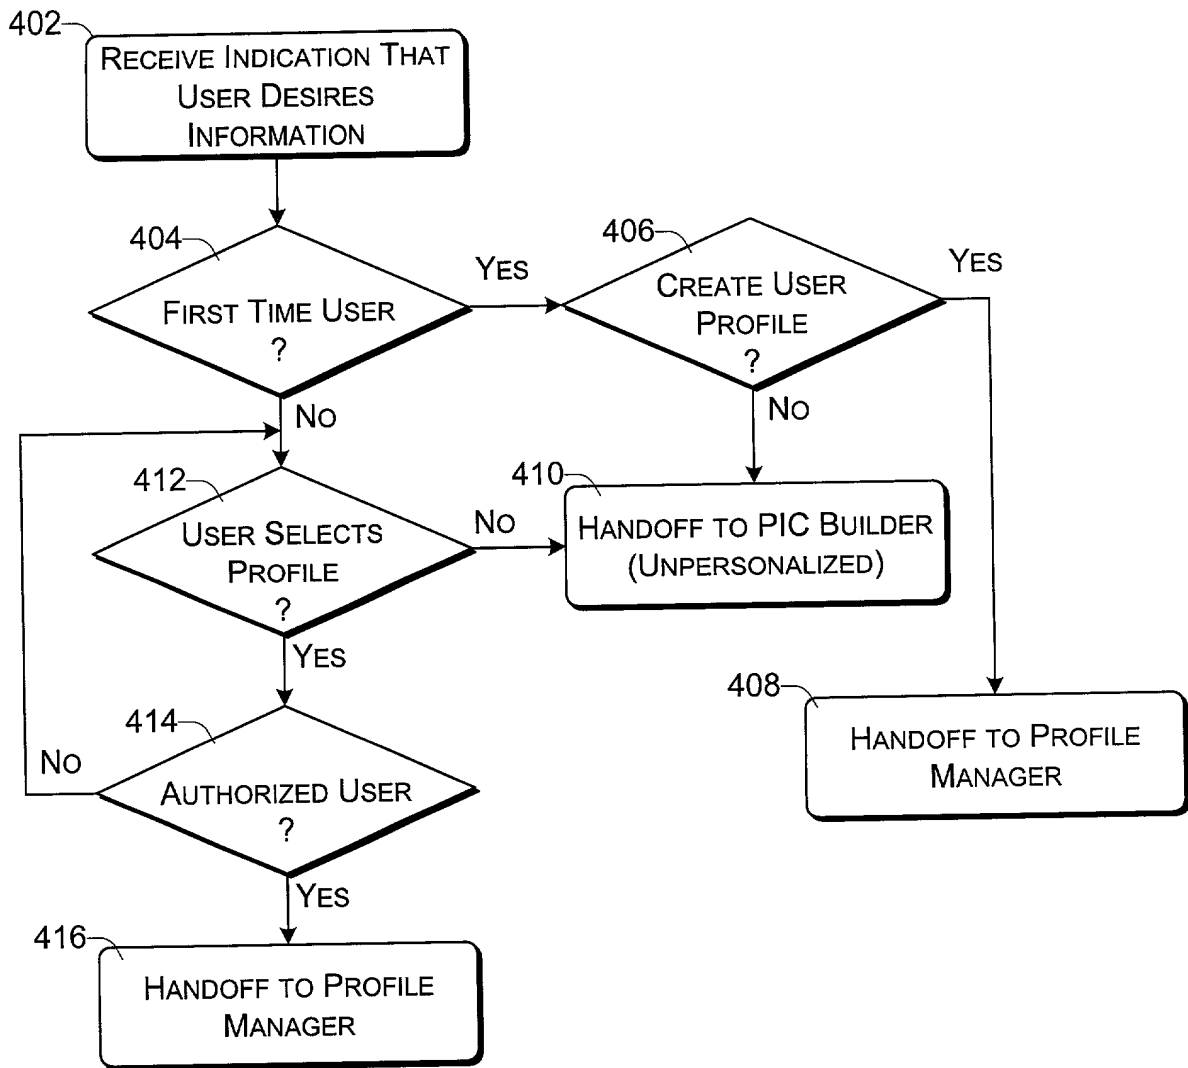 402
RECEIVE INDICATION THAT
USER DESIRES
INFORMATION
404
FIRST TIME USER
?
YES
406
CREATE USER
PROFILE
?
YES
NO
NO
412
USER SELECTS
PROFILE
?
NO
410
HANDOFF TO PIC BUILDER
(UNPERSONALIZED)
YES
408
HANDOFF TO PROFILE
MANAGER
414
AUTHORIZED USER
?
NO
YES
416
HANDOFF TO PROFILE
MANAGER